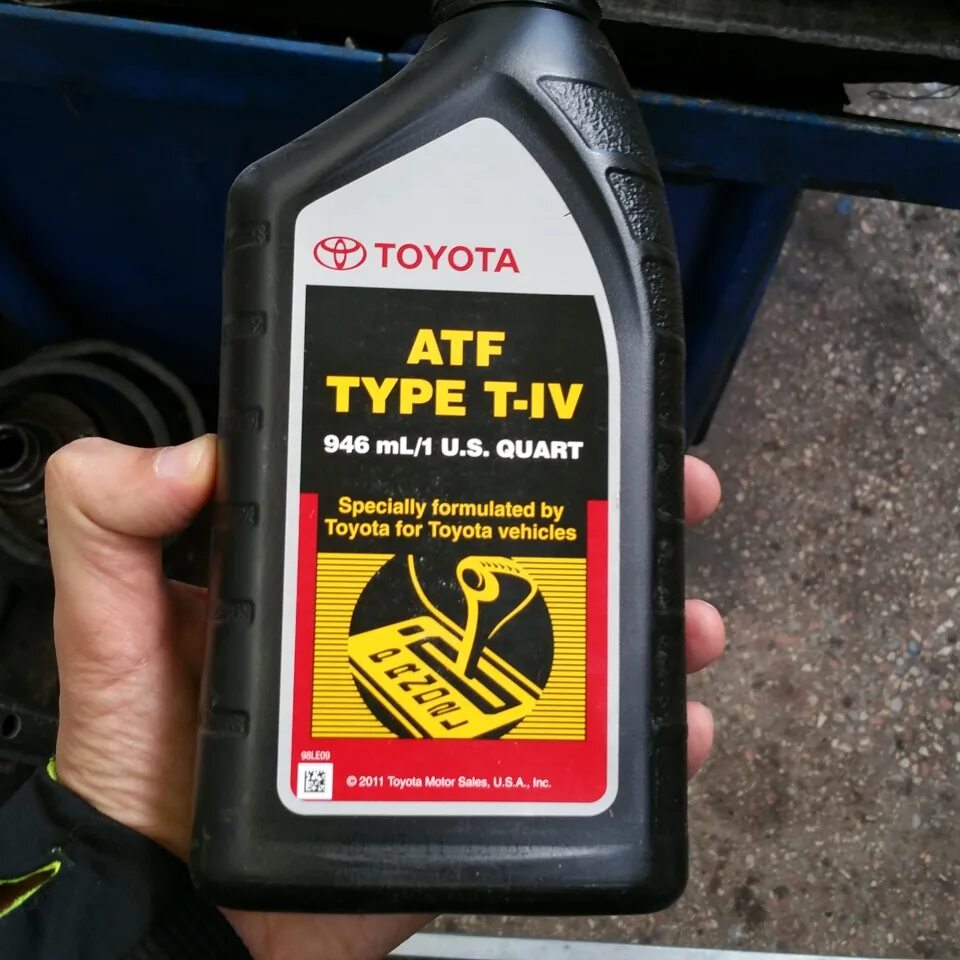 TOYOTA
ATF
TYPE T-IV
946 mL/1 U.S. QUART
Specially formulated by
Toyota for Toyota vehicles
98LE09
© 2011 Toyota Motor Sales, U.S.A., Inc.